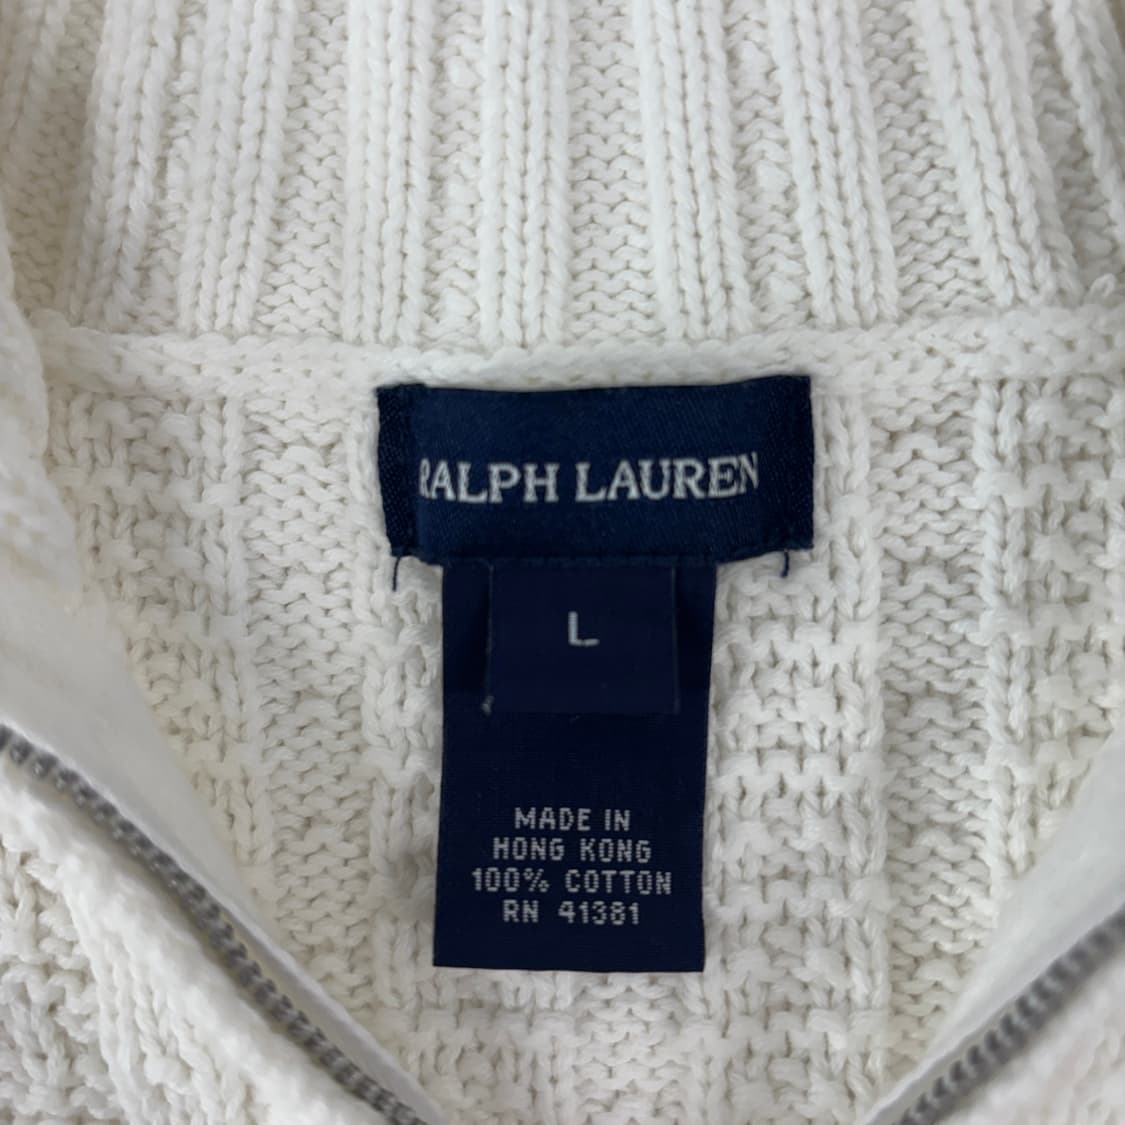 RALPH LAUREN
L
MADE IN
HONG KONG
100% COTTON
RN 41381